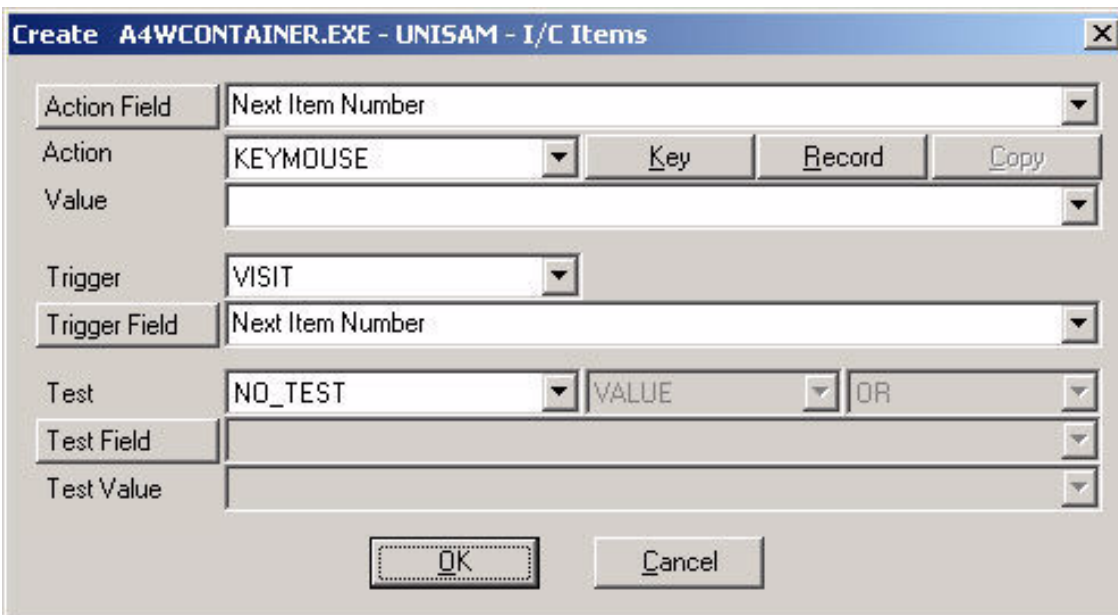 Create A4WCONTAINER.EXE - UNISAM - I/C Items
Action Field Next Item Number
Action KEYMOUSE Key Record Copy
Value
Trigger VISIT
Trigger Field Next Item Number
Test NO_TEST VALUE OR
Test Field
Test Value
OK Cancel